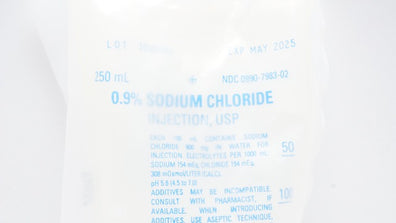 LOT
EXP MAY 2025
250 mL NDC 0990-7983-02
0.9% SODIUM CHLORIDE
INJECTION, USP
EACH 100 mL CONTAINS SODIUM
CHLORIDE 900 mg IN WATER FOR
INJECTION. ELECTROLYTES PER 1000 mL:
SODIUM 154 mEq; CHLORIDE 154 mEq.
308 mOsmol/LITER (CALC).
pH 5.6 (4.5 to 7.0)
ADDITIVES MAY BE INCOMPATIBLE.
CONSULT WITH PHARMACIST, IF
AVAILABLE. WHEN INTRODUCING
ADDITIVES, USE ASEPTIC TECHNIQUE,
50
100